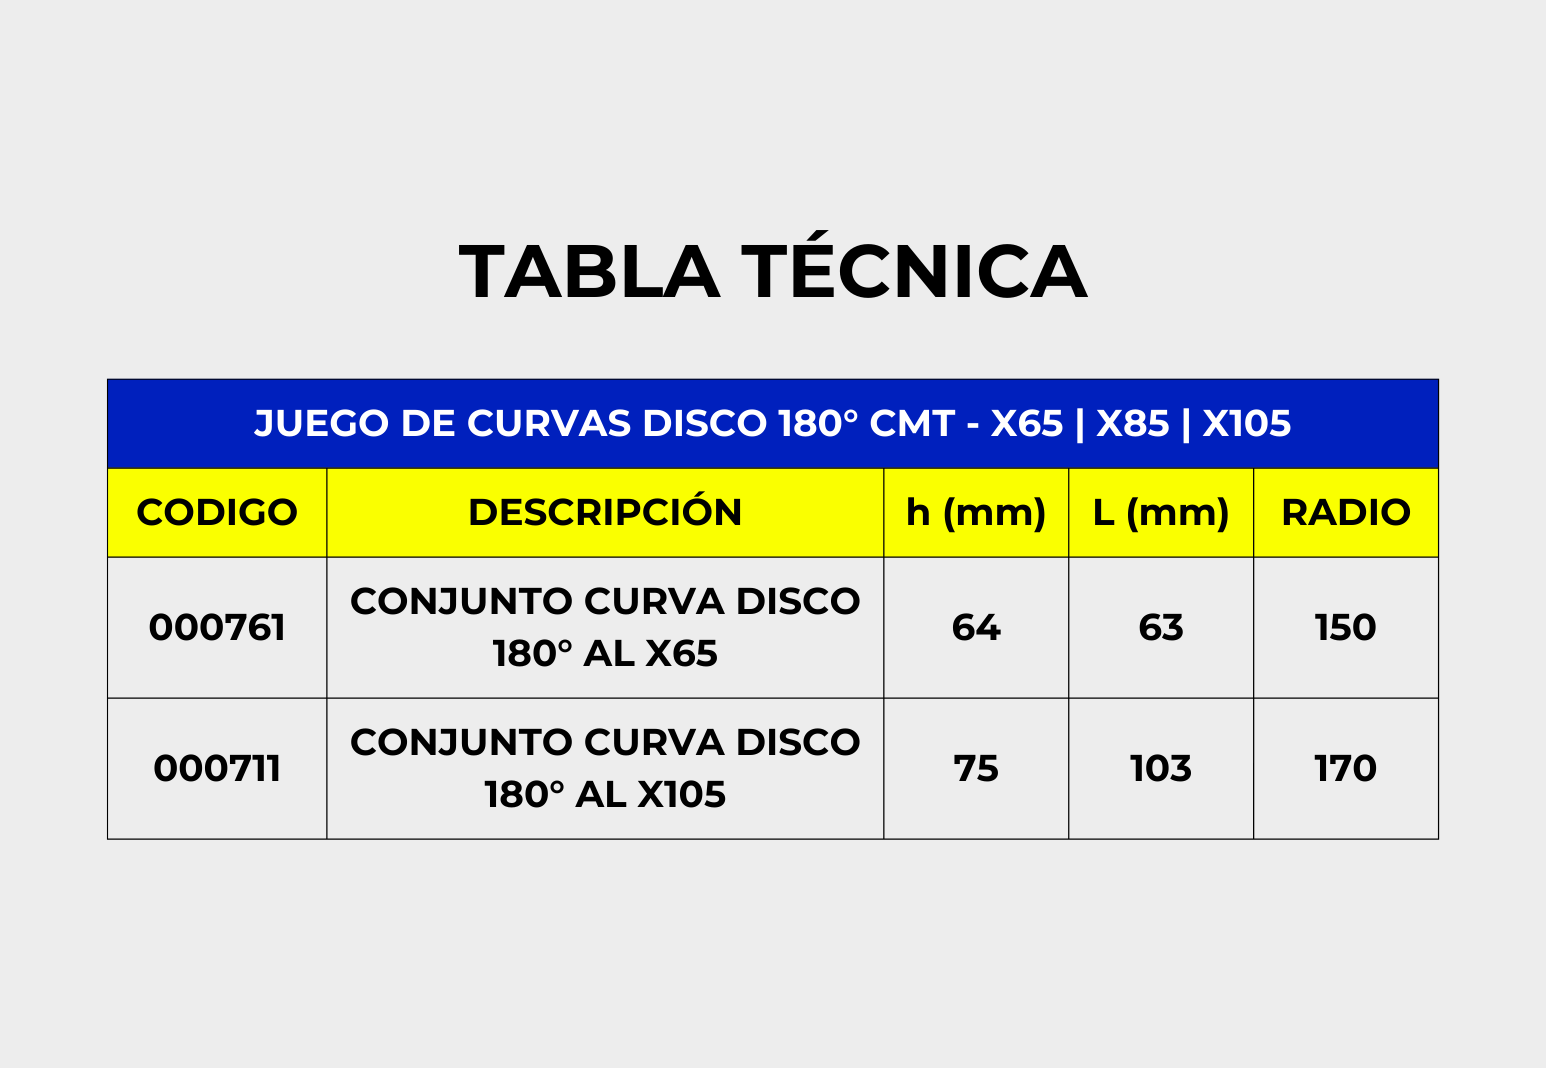 TABLA TÉCNICA
JUEGO DE CURVAS DISCO 180° CMT - X65 | X85 | X105
CODIGO DESCRIPCIÓN h (mm) L (mm) RADIO
CONJUNTO CURVA DISCO
000761 64 63 150
180° AL X65
CONJUNTO CURVA DISCO
000711 75 103 170
180° AL X105